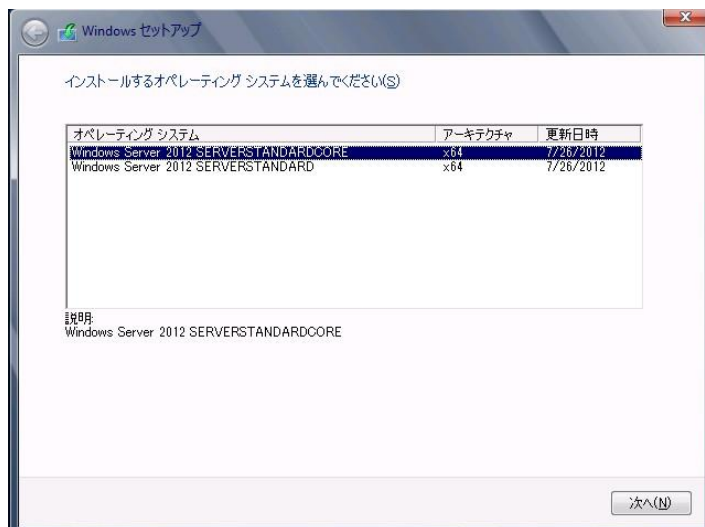 Windows セットアップ
インストールするオペレーティング システムを選んでください(S)
オペレーティング システム アーキテクチャ 更新日時
Windows Server 2012 SERVERSTANDARDCORE x64 7/26/2012
Windows Server 2012 SERVERSTANDARD x64 7/26/2012
説明:
Windows Server 2012 SERVERSTANDARDCORE
次へ(N)